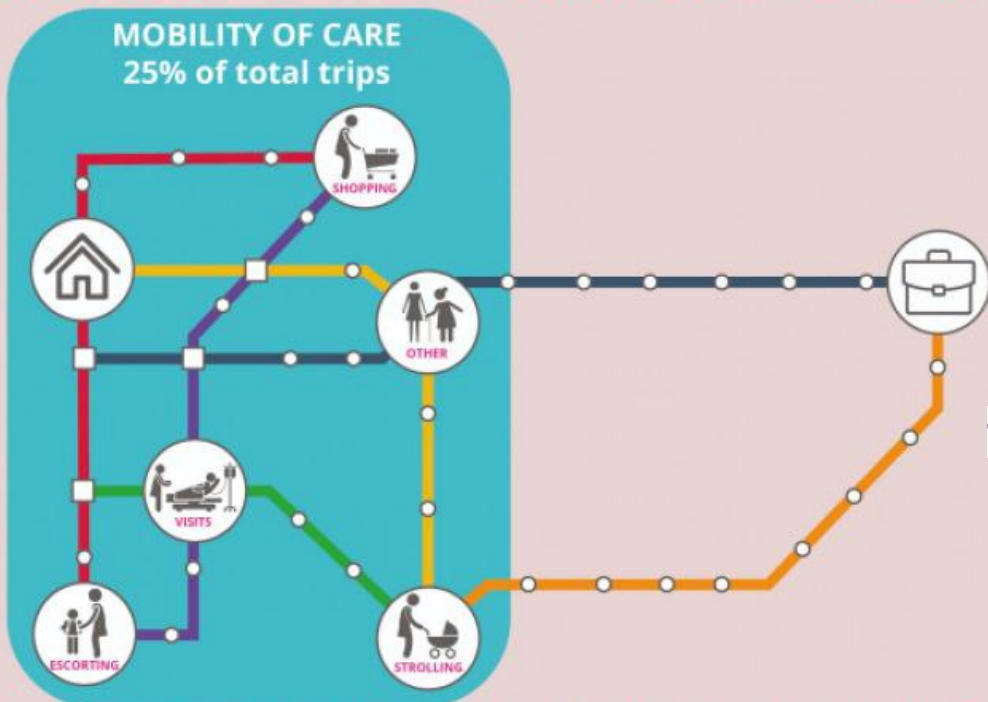 MOBILITY OF CARE
25% of total trips
SHOPPING
OTHER
VISITS
ESCORTING
STROLLING